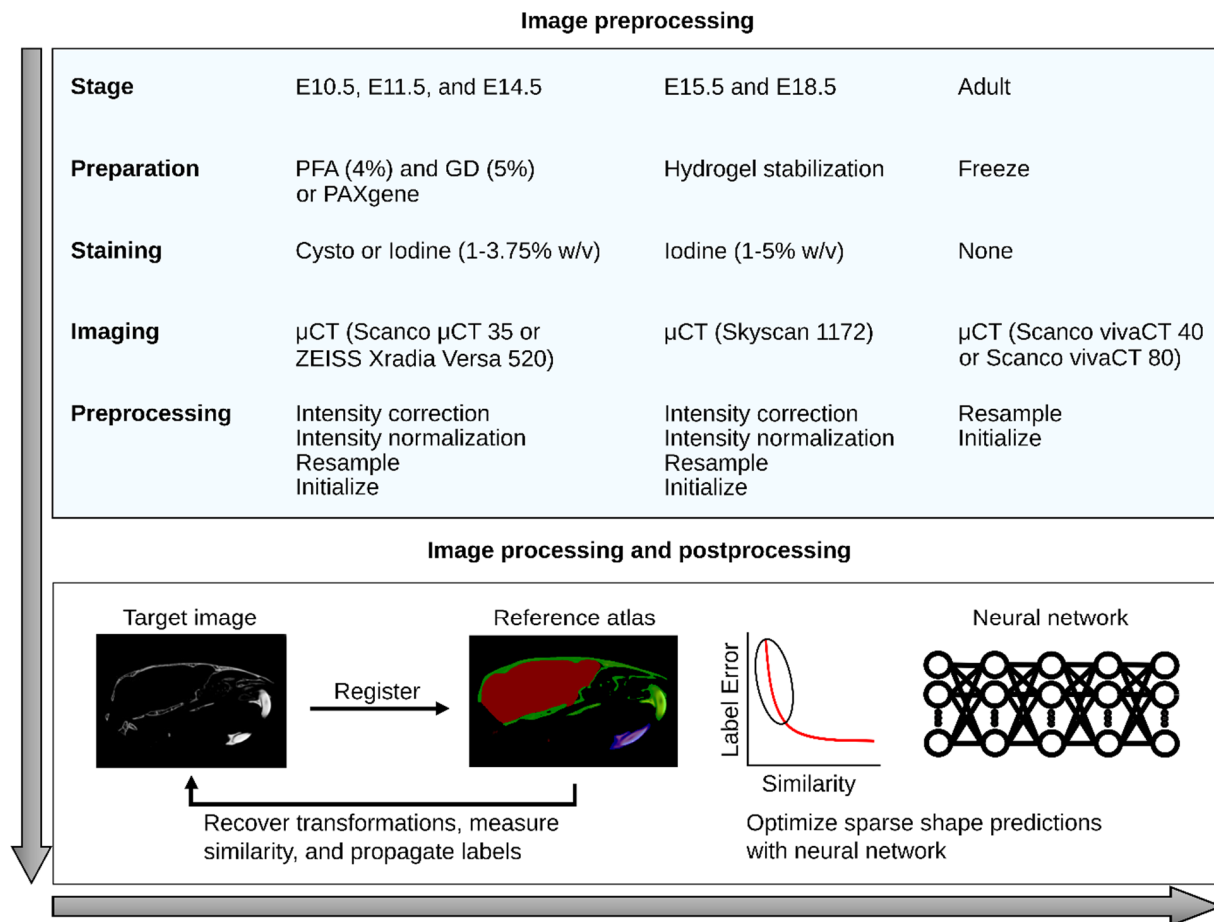 Image preprocessing
Stage E10.5, E11.5, and E14.5 E15.5 and E18.5 Adult
Preparation PFA (4%) and GD (5%) Hydrogel stabilization Freeze
or PAXgene
Staining Cysto or Iodine (1-3.75% w/v) Iodine (1-5% w/v) None
Imaging μCT (Scanco μCT 35 or μCT (Skyscan 1172) μCT (Scanco vivaCT 40
ZEISS Xradia Versa 520) or Scanco vivaCT 80)
Preprocessing Intensity correction Intensity correction Resample
Intensity normalization Intensity normalization Initialize
Resample Resample
Initialize Initialize
Image processing and postprocessing
Target image Reference atlas Neural network
Register
Label Error
Similarity
Recover transformations, measure
similarity, and propagate labels
Optimize sparse shape predictions
with neural network